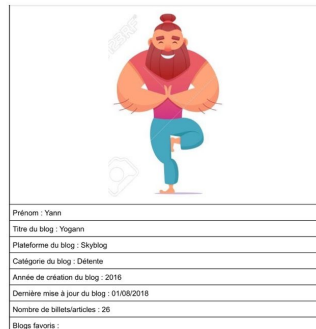 Prénom : Yann
Titre du blog : Yogann
Plateforme du blog : Skyblog
Catégorie du blog : Détente
Année de création du blog : 2016
Dernière mise à jour du blog : 01/08/2018
Nombre de billets/articles : 26
Blogs favoris :